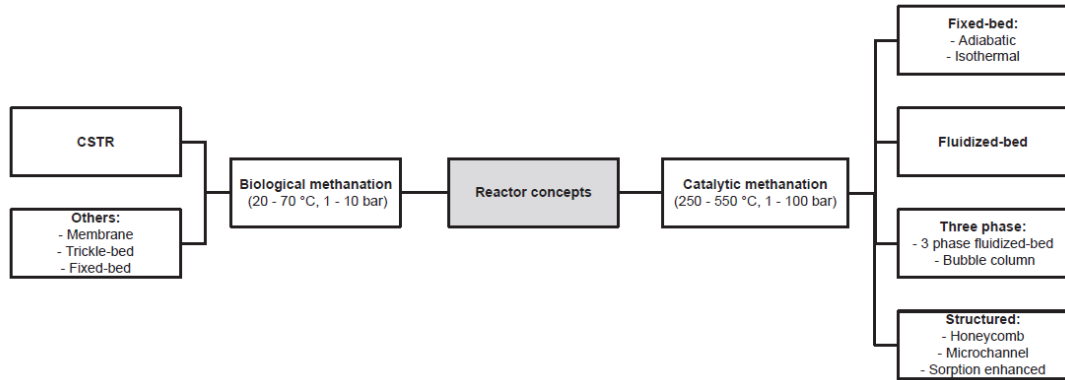 CSTR
Others:
- Membrane
- Trickle-bed
- Fixed-bed
Biological methanation
(20 - 70 °C, 1 - 10 bar)
Reactor concepts
Catalytic methanation
(250 - 550 °C, 1 - 100 bar)
Fixed-bed:
- Adiabatic
- Isothermal
Fluidized-bed
Three phase:
- 3 phase fluidized-bed
- Bubble column
Structured:
- Honeycomb
- Microchannel
- Sorption enhanced